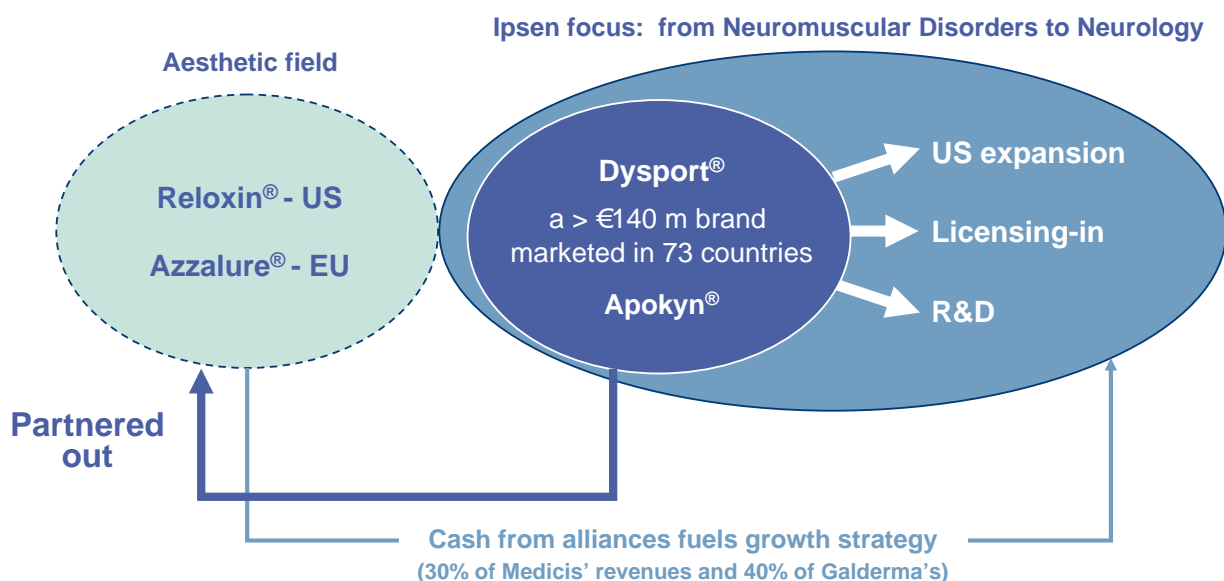 Ipsen focus:  from Neuromuscular Disorders to Neurology
Aesthetic field
Reloxin® - US
Azzalure® - EU
Dysport®
a > €140 m brand
marketed in 73 countries
Apokyn®
US expansion
Licensing-in
R&D
Partnered
out
Cash from alliances fuels growth strategy
(30% of Medicis’ revenues and 40% of Galderma’s)